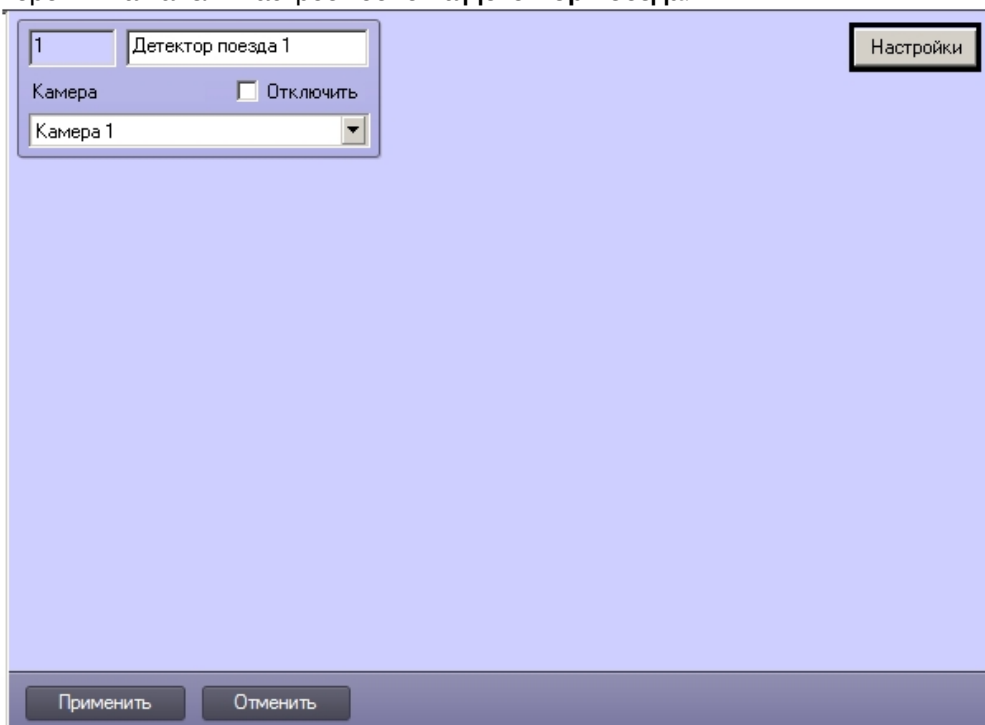 1 Детектор поезда 1 Настройки
Камера Отключить
Камера 1
Применить Отменить